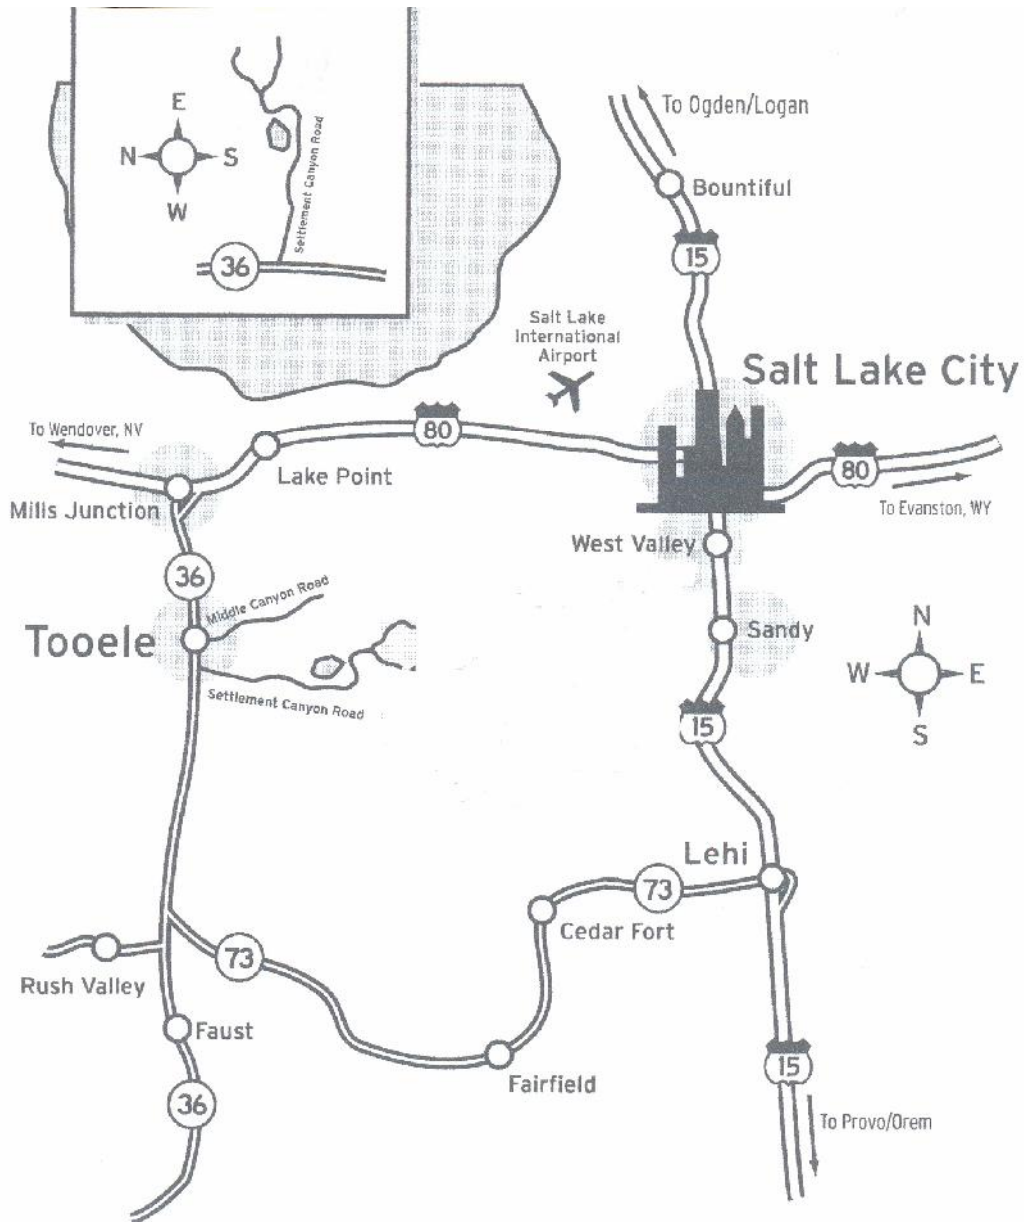 E
N
S
W
Settlement Canyon Road
36
To Ogden/Logan
Bountiful
15
Salt Lake
International
Airport
Salt Lake City
To Wendover, NV
80
Lake Point
80
To Evanston, WY
Mills Junction
West Valley
36
Middle Canyon Road
Tooele
Sandy
Settlement Canyon Road
N
W
E
S
15
Lehi
73
Cedar Fort
73
Rush Valley
Faust
Fairfield
15
36
To Provo/Orem